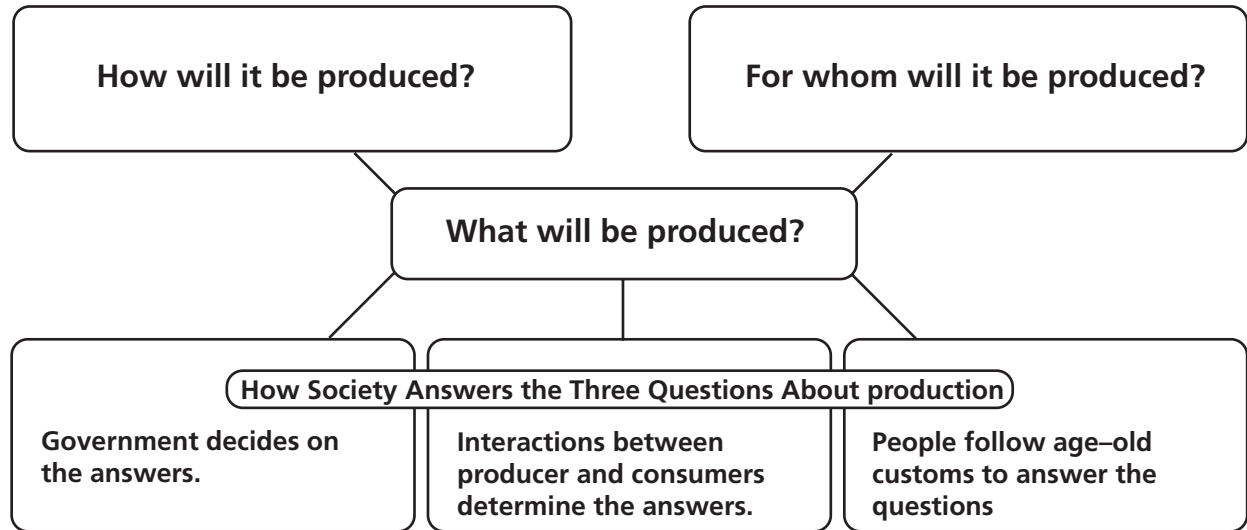 How will it be produced?
For whom will it be produced?
What will be produced?
How Society Answers the Three Questions About production
Government decides on
the answers.
Interactions between
producer and consumers
determine the answers.
People follow age–old
customs to answer the
questions